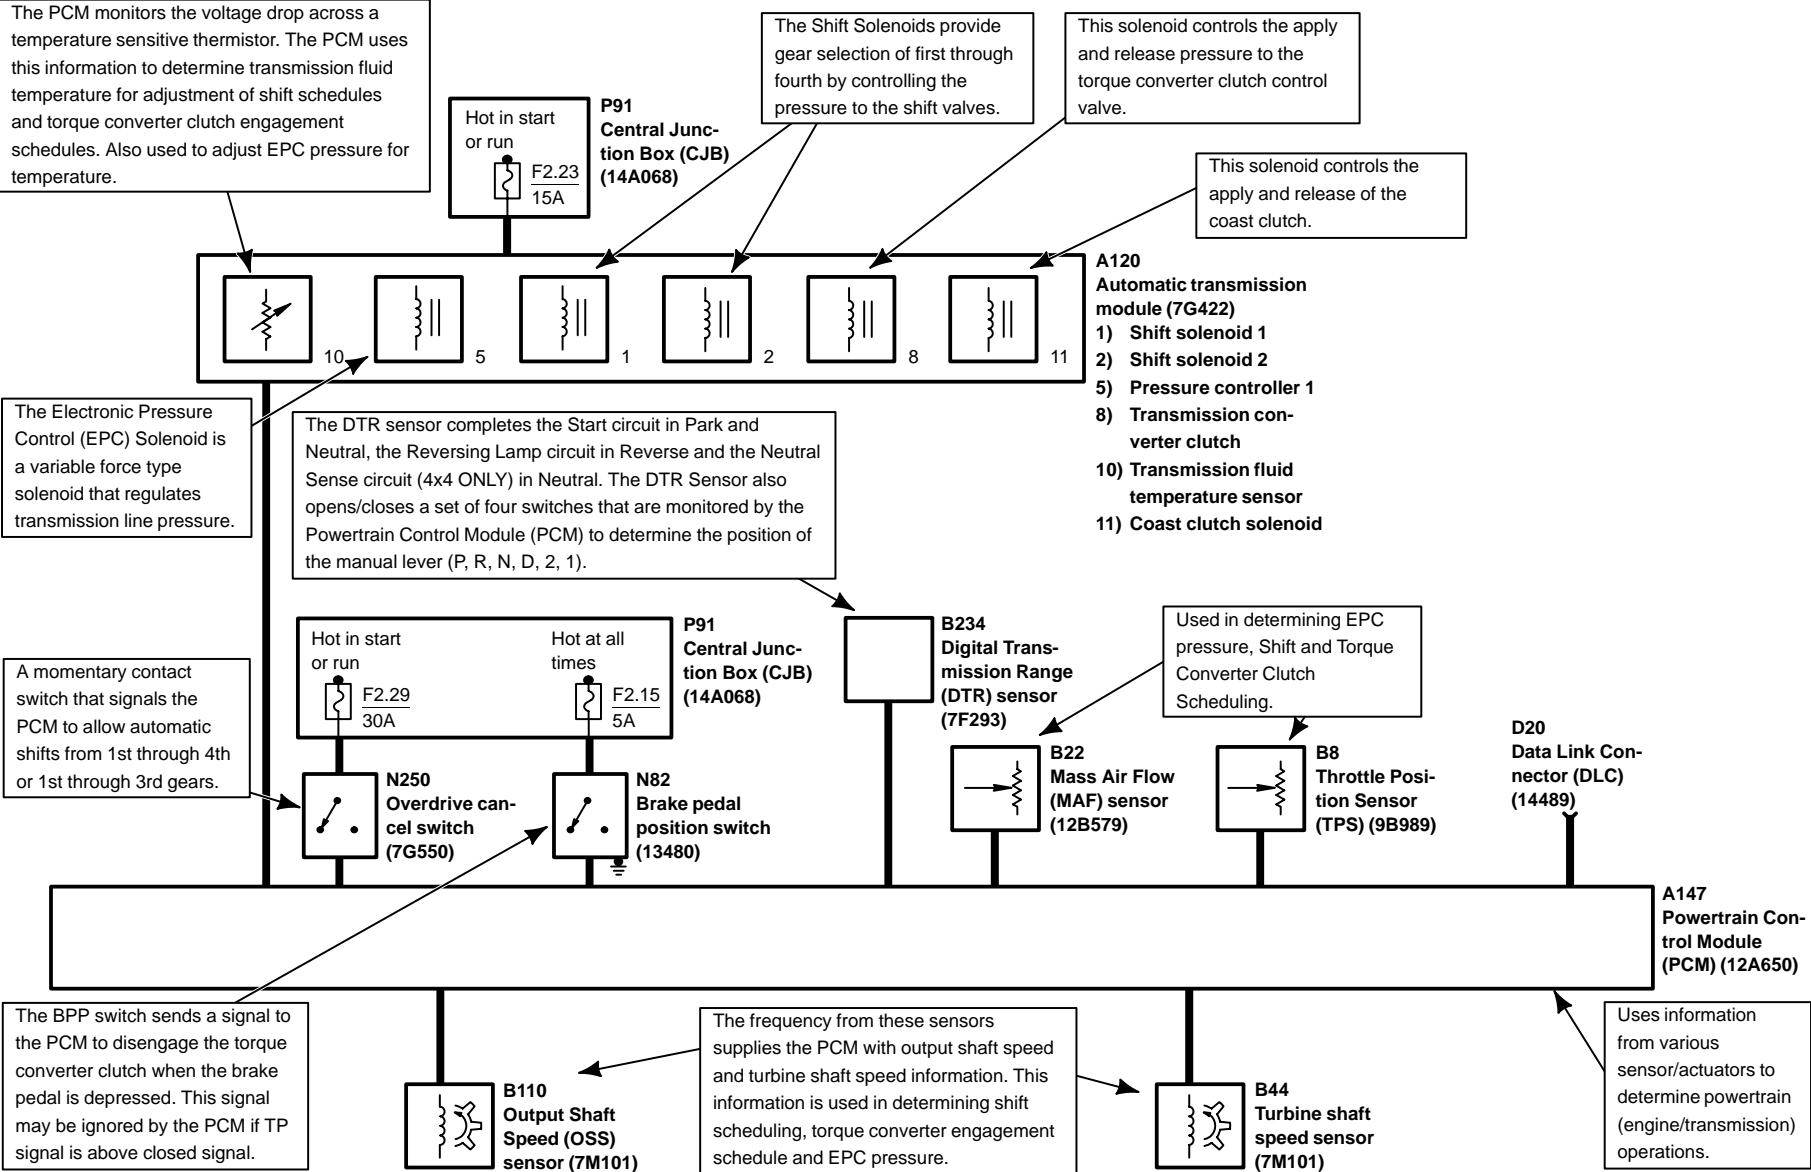 The PCM monitors the voltage drop across a
temperature sensitive thermistor. The PCM uses
this information to determine transmission fluid
temperature for adjustment of shift schedules
and torque converter clutch engagement
schedules. Also used to adjust EPC pressure for
temperature.
Hot in start
or run
F2.23
15A
P91
Central Junc-
tion Box (CJB)
(14A068)
The Shift Solenoids provide
gear selection of first through
fourth by controlling the
pressure to the shift valves.
This solenoid controls the apply
and release pressure to the
torque converter clutch control
valve.
This solenoid controls the
apply and release of the
coast clutch.
10
5
1
2
8
11
A120
Automatic transmission
module (7G422)
1) Shift solenoid 1
2) Shift solenoid 2
5) Pressure controller 1
8) Transmission con-
verter clutch
10) Transmission fluid
temperature sensor
11) Coast clutch solenoid
The Electronic Pressure
Control (EPC) Solenoid is
a variable force type
solenoid that regulates
transmission line pressure.
The DTR sensor completes the Start circuit in Park and
Neutral, the Reversing Lamp circuit in Reverse and the Neutral
Sense circuit (4x4 ONLY) in Neutral. The DTR Sensor also
opens/closes a set of four switches that are monitored by the
Powertrain Control Module (PCM) to determine the position of
the manual lever (P, R, N, D, 2, 1).
A momentary contact
switch that signals the
PCM to allow automatic
shifts from 1st through 4th
or 1st through 3rd gears.
Hot in start
or run
F2.29
30A
Hot at all
times
F2.15
5A
P91
Central Junc-
tion Box (CJB)
(14A068)
B234
Digital Trans-
mission Range
(DTR) sensor
(7F293)
Used in determining EPC
pressure, Shift and Torque
Converter Clutch
Scheduling.
N250
Overdrive can-
cel switch
(7G550)
N82
Brake pedal
position switch
(13480)
B22
Mass Air Flow
(MAF) sensor
(12B579)
B8
Throttle Posi-
tion Sensor
(TPS) (9B989)
D20
Data Link Con-
nector (DLC)
(14489)
A147
Powertrain Con-
trol Module
(PCM) (12A650)
The BPP switch sends a signal to
the PCM to disengage the torque
converter clutch when the brake
pedal is depressed. This signal
may be ignored by the PCM if TP
signal is above closed signal.
B110
Output Shaft
Speed (OSS)
sensor (7M101)
The frequency from these sensors
supplies the PCM with output shaft speed
and turbine shaft speed information. This
information is used in determining shift
scheduling, torque converter engagement
schedule and EPC pressure.
B44
Turbine shaft
speed sensor
(7M101)
Uses information
from various
sensor/actuators to
determine powertrain
(engine/transmission)
operations.